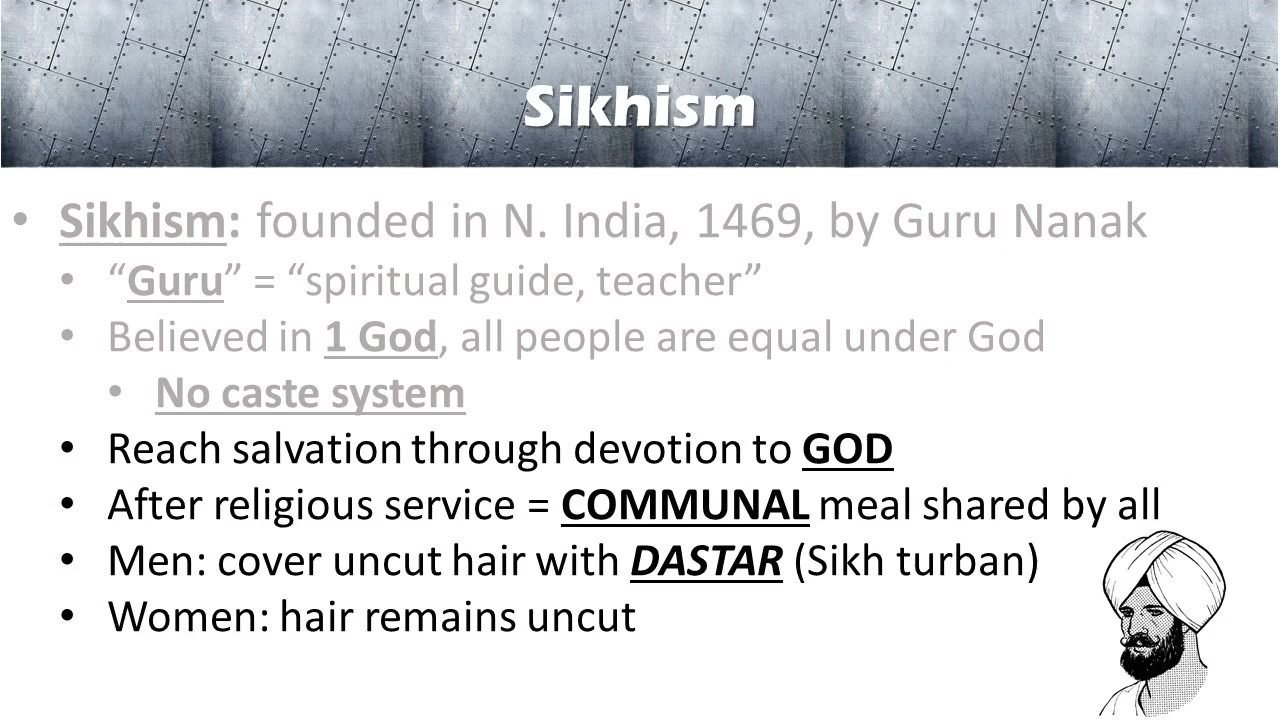 Sikhism
• Sikhism: founded in N. India, 1469, by Guru Nanak
• “Guru” = “spiritual guide, teacher”
• Believed in 1 God, all people are equal under God
• No caste system
• Reach salvation through devotion to GOD
• After religious service = COMMUNAL meal shared by all
• Men: cover uncut hair with DASTAR (Sikh turban)
• Women: hair remains uncut